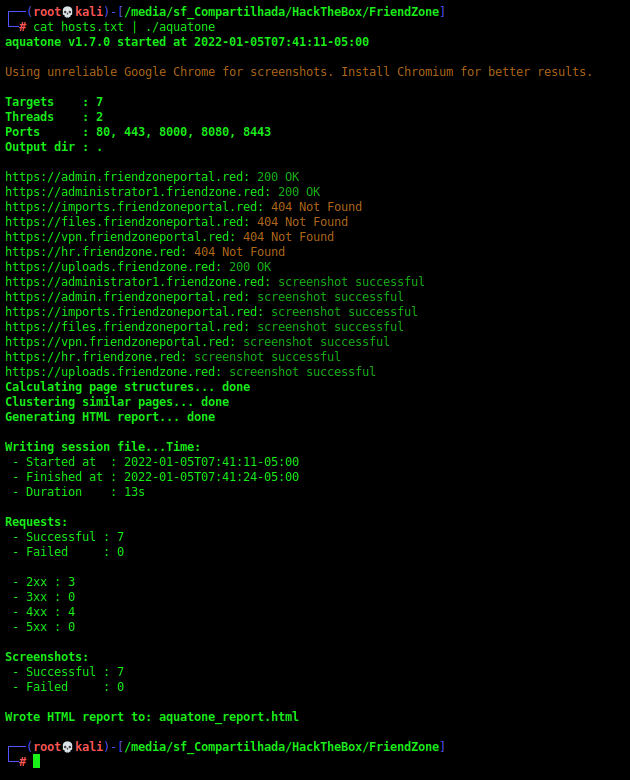 ┌──(root💀kali)-[/media/sf_Compartilhada/HackTheBox/FriendZone]
└─# cat hosts.txt | ./aquatone
aquatone v1.7.0 started at 2022-01-05T07:41:11-05:00
Using unreliable Google Chrome for screenshots. Install Chromium for better results.
Targets    : 7
Threads    : 2
Ports      : 80, 443, 8000, 8080, 8443
Output dir : .
https://admin.friendzoneportal.red: 200 OK
https://administrator1.friendzone.red: 200 OK
https://imports.friendzoneportal.red: 404 Not Found
https://files.friendzoneportal.red: 404 Not Found
https://vpn.friendzoneportal.red: 404 Not Found
https://hr.friendzone.red: 404 Not Found
https://uploads.friendzone.red: 200 OK
https://administrator1.friendzone.red: screenshot successful
https://admin.friendzoneportal.red: screenshot successful
https://imports.friendzoneportal.red: screenshot successful
https://files.friendzoneportal.red: screenshot successful
https://vpn.friendzoneportal.red: screenshot successful
https://hr.friendzone.red: screenshot successful
https://uploads.friendzone.red: screenshot successful
Calculating page structures... done
Clustering similar pages... done
Generating HTML report... done
Writing session file...Time:
 - Started at  : 2022-01-05T07:41:11-05:00
 - Finished at : 2022-01-05T07:41:24-05:00
 - Duration    : 13s
Requests:
 - Successful : 7
 - Failed     : 0
 - 2xx : 3
 - 3xx : 0
 - 4xx : 4
 - 5xx : 0
Screenshots:
 - Successful : 7
 - Failed     : 0
Wrote HTML report to: aquatone_report.html
┌──(root💀kali)-[/media/sf_Compartilhada/HackTheBox/FriendZone]
└─#